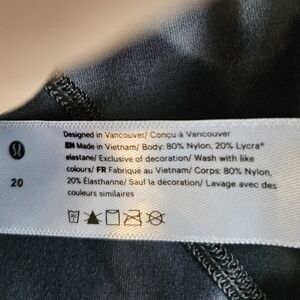 Designed in Vancouver/ Conçu à Vancouver
EN Made in Vietnam/ Body: 80% Nylon, 20% Lycra®
elastane/ Exclusive of decoration/ Wash with like
colours/ FR Fabriqué au Vietnam/ Corps: 80% Nylon,
20% Élasthanne/ Sauf la décoration/ Lavage avec des
couleurs similaires
20